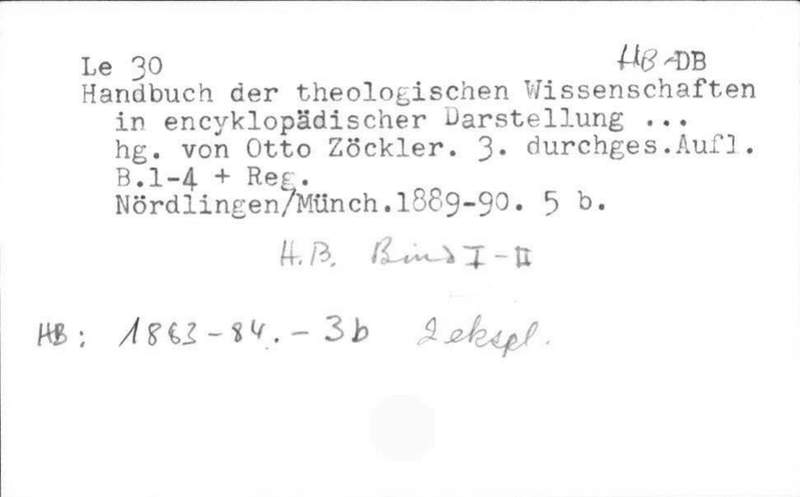 Le 30 HB-DB
Handbuch der theologischen Wissenschaften
in encyklopädischer Darstellung ...
hg. von Otto Zöckler. 3. durchges.Aufl.
B.1-4 + Reg.
Nördlingen/Münch.1889-90. 5 b.
H.B. Bind I-II
HB: 1883-84.- 3b 2 ekspl.